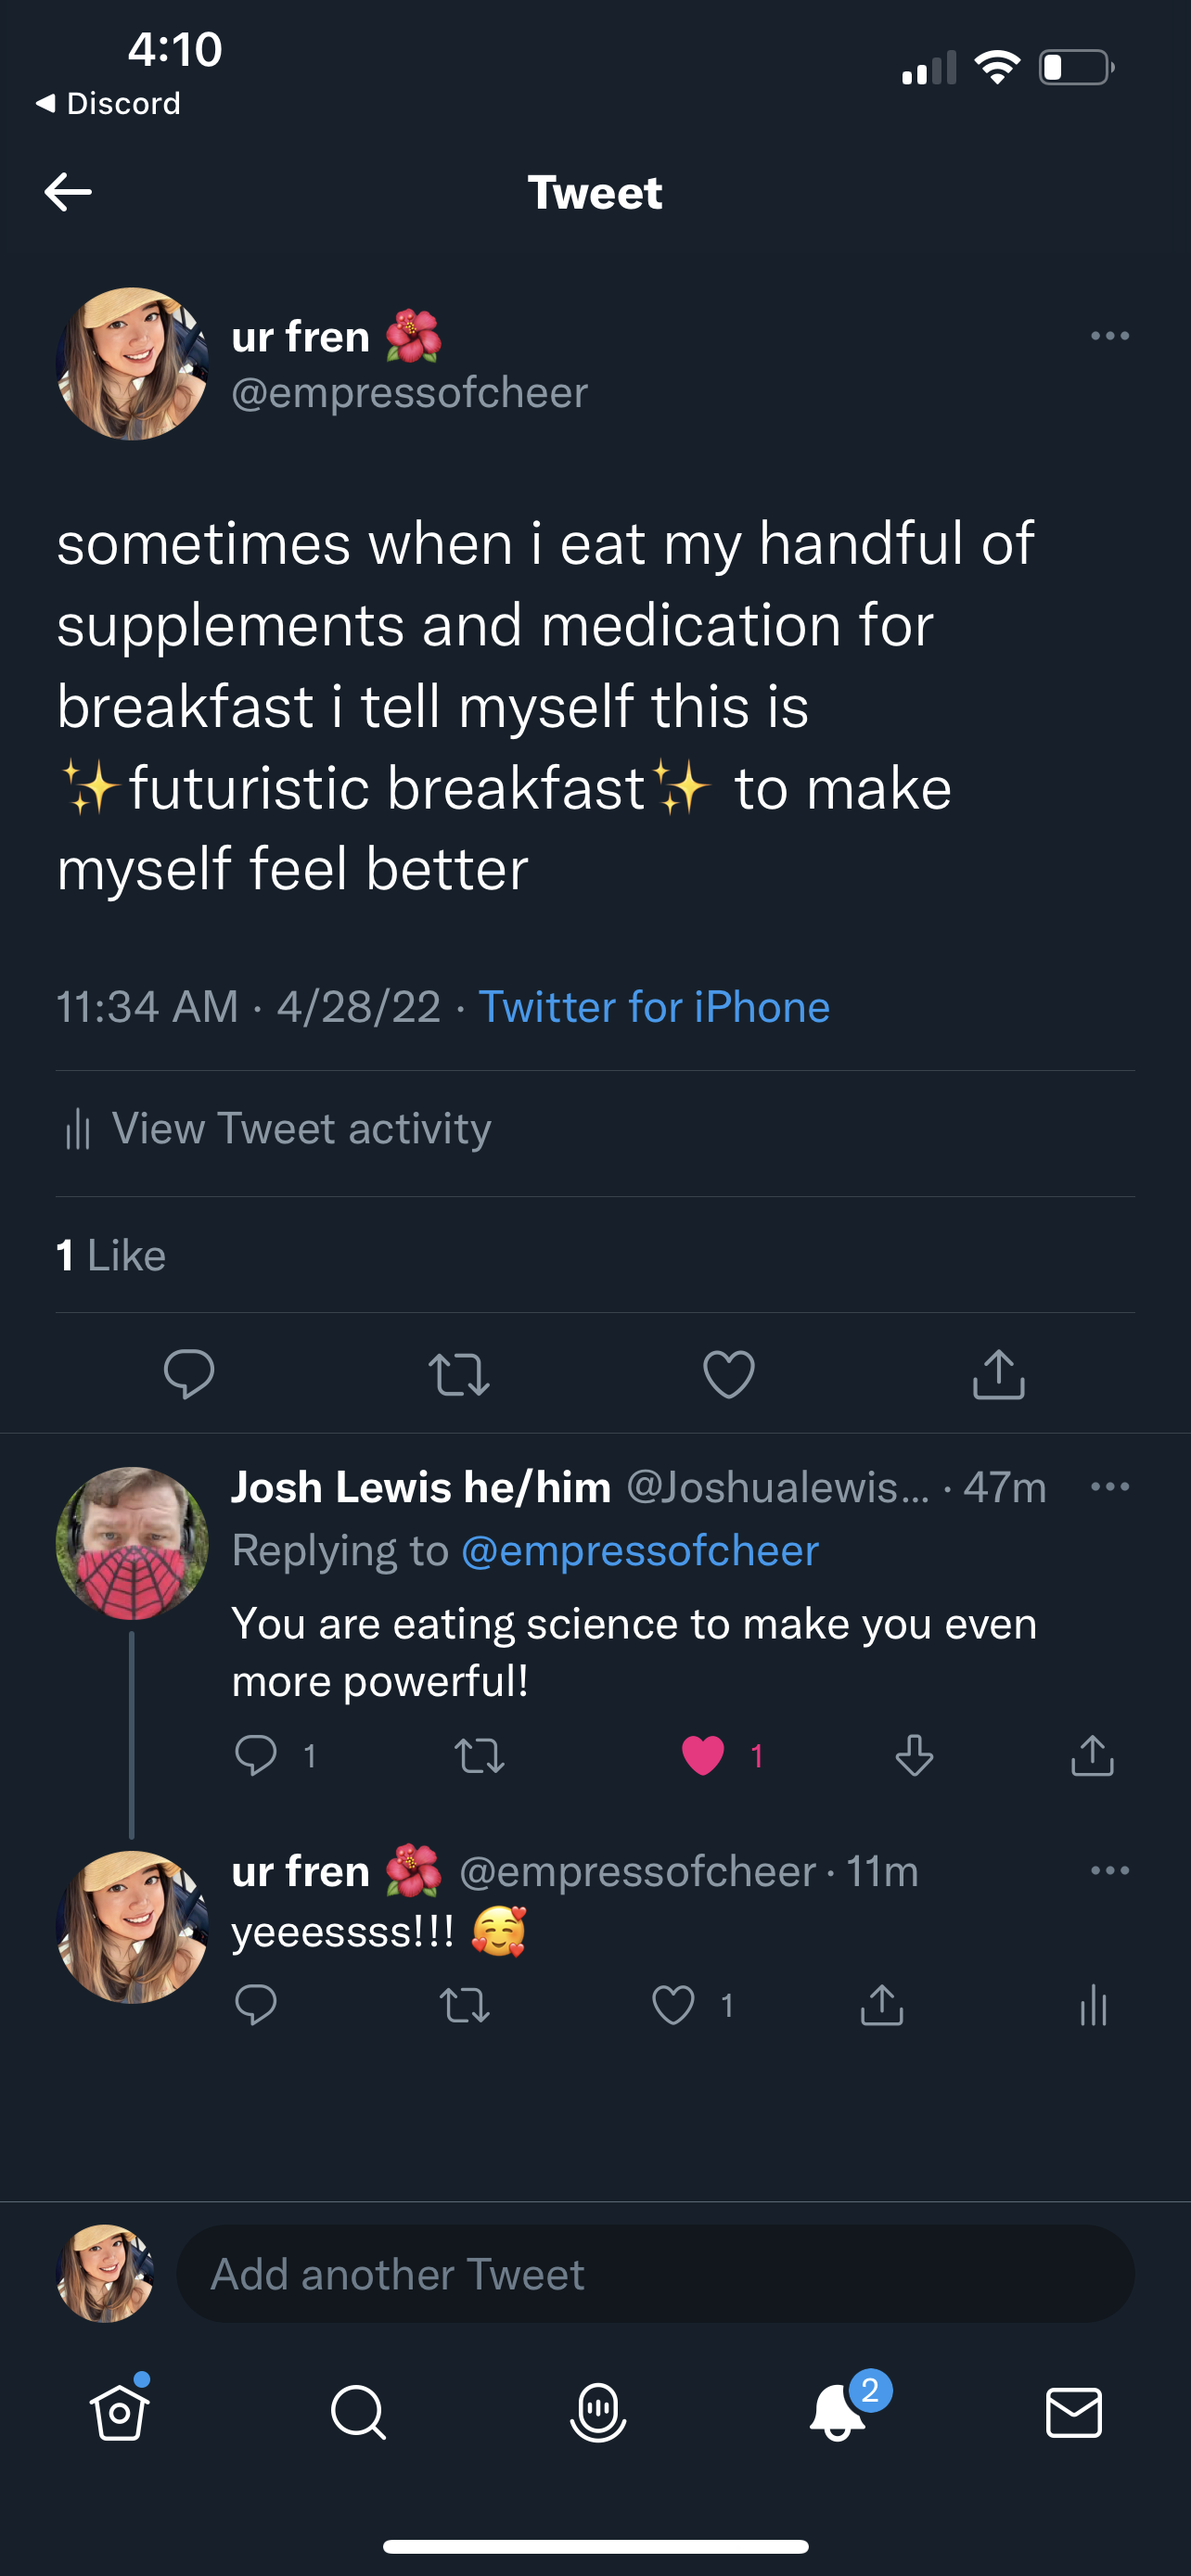 4:10
◀ Discord
Tweet
ur fren 🌺
@empressofcheer
sometimes when i eat my handful of
supplements and medication for
breakfast i tell myself this is
✨futuristic breakfast✨ to make
myself feel better
11:34 AM · 4/28/22 · Twitter for iPhone
View Tweet activity
1 Like
Josh Lewis he/him @Joshualewis... · 47m
Replying to @empressofcheer
You are eating science to make you even
more powerful!
1 1
ur fren 🌺 @empressofcheer · 11m
yeeessss!!! 🥰
1
Add another Tweet
2